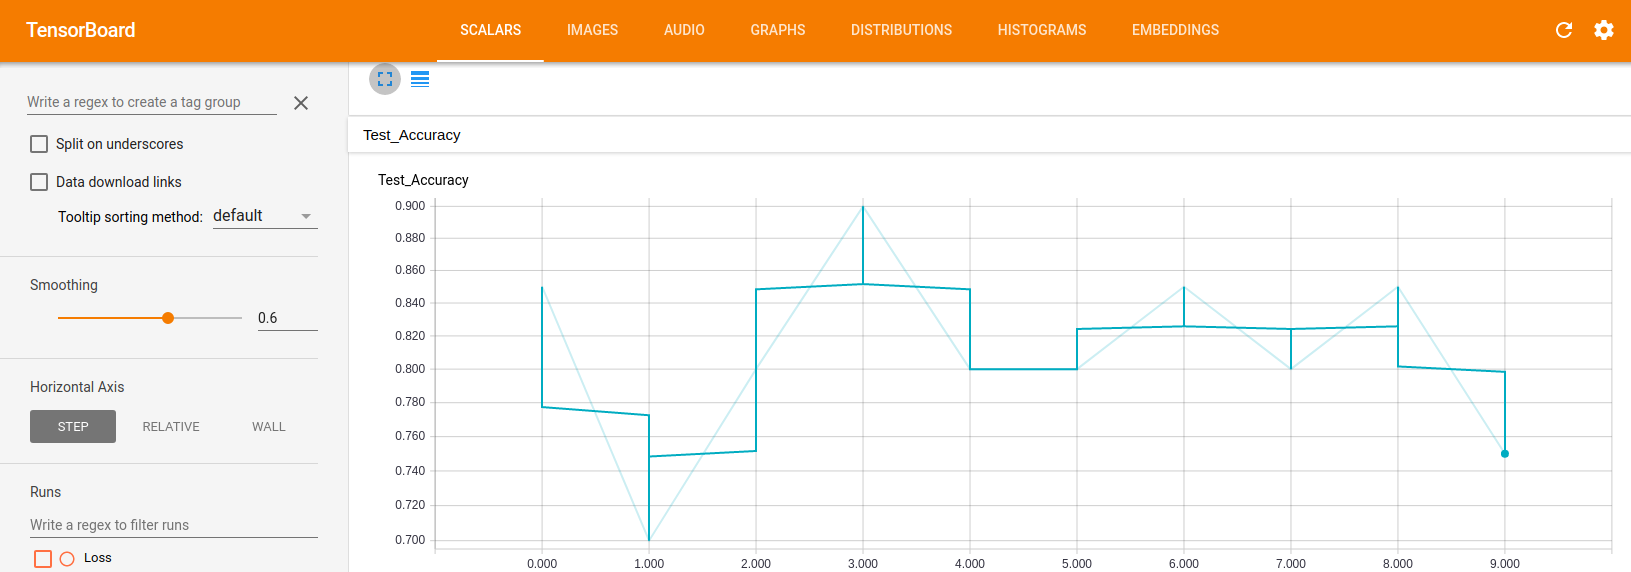 TensorBoard
SCALARS IMAGES AUDIO GRAPHS DISTRIBUTIONS HISTOGRAMS EMBEDDINGS
Write a regex to create a tag group
Split on underscores
Data download links
Tooltip sorting method: default
Smoothing
0.6
Horizontal Axis
STEP RELATIVE WALL
Runs
Write a regex to filter runs
Loss
Test_Accuracy
Test_Accuracy
0.900
0.880
0.860
0.840
0.820
0.800
0.780
0.760
0.740
0.720
0.700
0.000 1.000 2.000 3.000 4.000 5.000 6.000 7.000 8.000 9.000